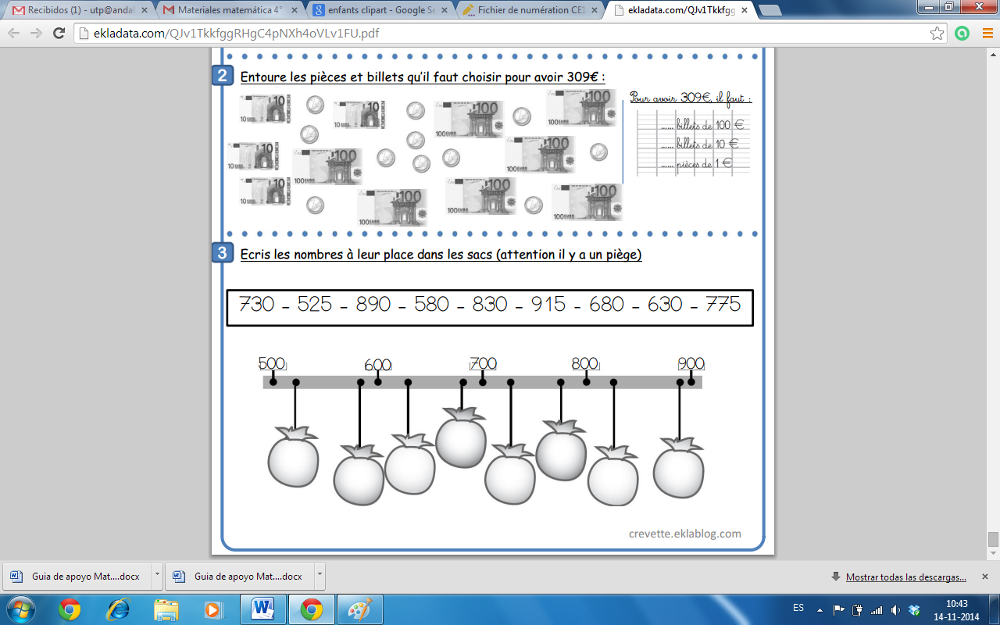 Recibidos (1) - utp@andal
Materiales matemática 4°
enfants clipart - Google Se
Fichier de numération CE1
ekladata.com/QJv1Tkkfgg
ekladata.com/QJv1TkkfggRHgC4pNXh4oVLv1FU.pdf
2 Entoure les pièces et billets qu'il faut choisir pour avoir 309€ :
Pour avoir 309€, il faut :
...... billets de 100 €
...... billets de 10 €
...... pièces de 1 €
3 Ecris les nombres à leur place dans les sacs (attention il y a un piège)
730 - 525 - 890 - 580 - 830 - 915 - 680 - 630 - 775
500 600 700 800 900
crevette.eklablog.com
Guia de apoyo Mat....docx
Guia de apoyo Mat....docx
Mostrar todas las descargas...
ES
10:43
14-11-2014